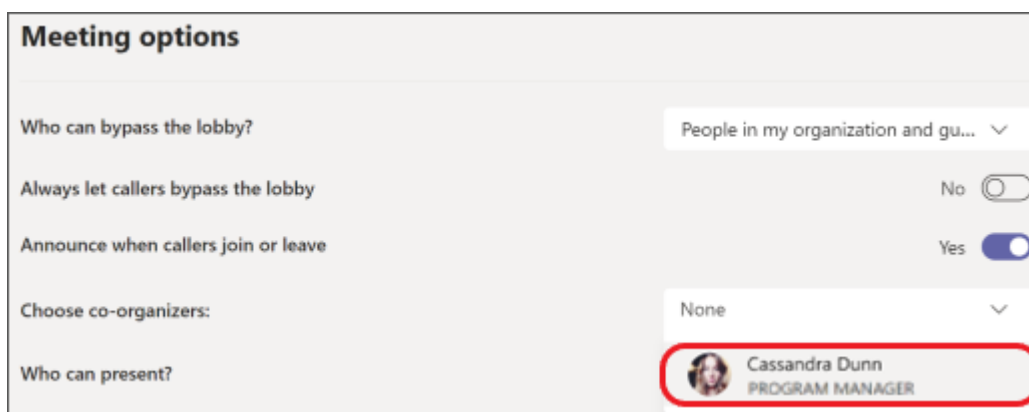 Meeting options
Who can bypass the lobby?
People in my organization and gu...
Always let callers bypass the lobby
No
Announce when callers join or leave
Yes
Choose co-organizers:
None
Who can present?
Cassandra Dunn
PROGRAM MANAGER